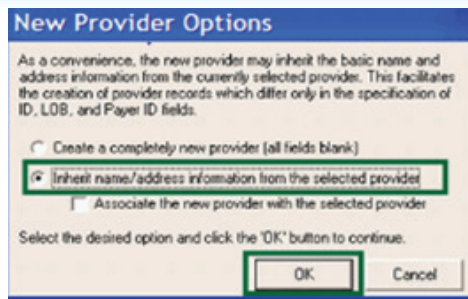 New Provider Options
As a convenience, the new provider may inherit the basic name and
address information from the currently selected provider. This facilitates
the creation of provider records which differ only in the specification of
ID, LOB, and Payer ID fields.
Create a completely new provider (all fields blank)
Inherit name/address information from the selected provider
Associate the new provider with the selected provider
Select the desired option and click the 'OK' button to continue.
OK Cancel